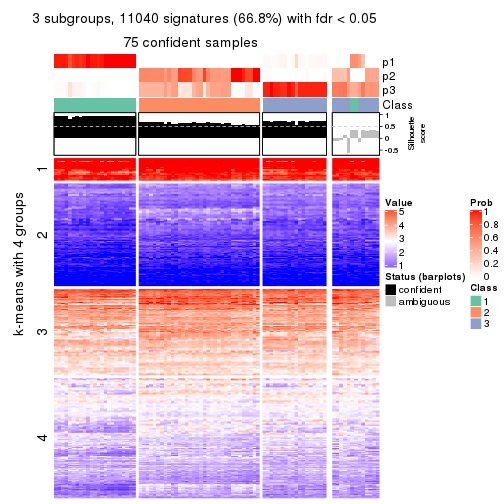 3 subgroups, 11040 signatures (66.8%) with fdr < 0.05
75 confident samples
p1
p2
p3
Class
1
0.5
0
-0.5
Silhouette
score
k-means with 4 groups
1
2
3
4
Value
5
4
3
2
1
Status (barplots)
confident
ambiguous
Prob
1
0.8
0.6
0.4
0.2
0
Class
1
2
3